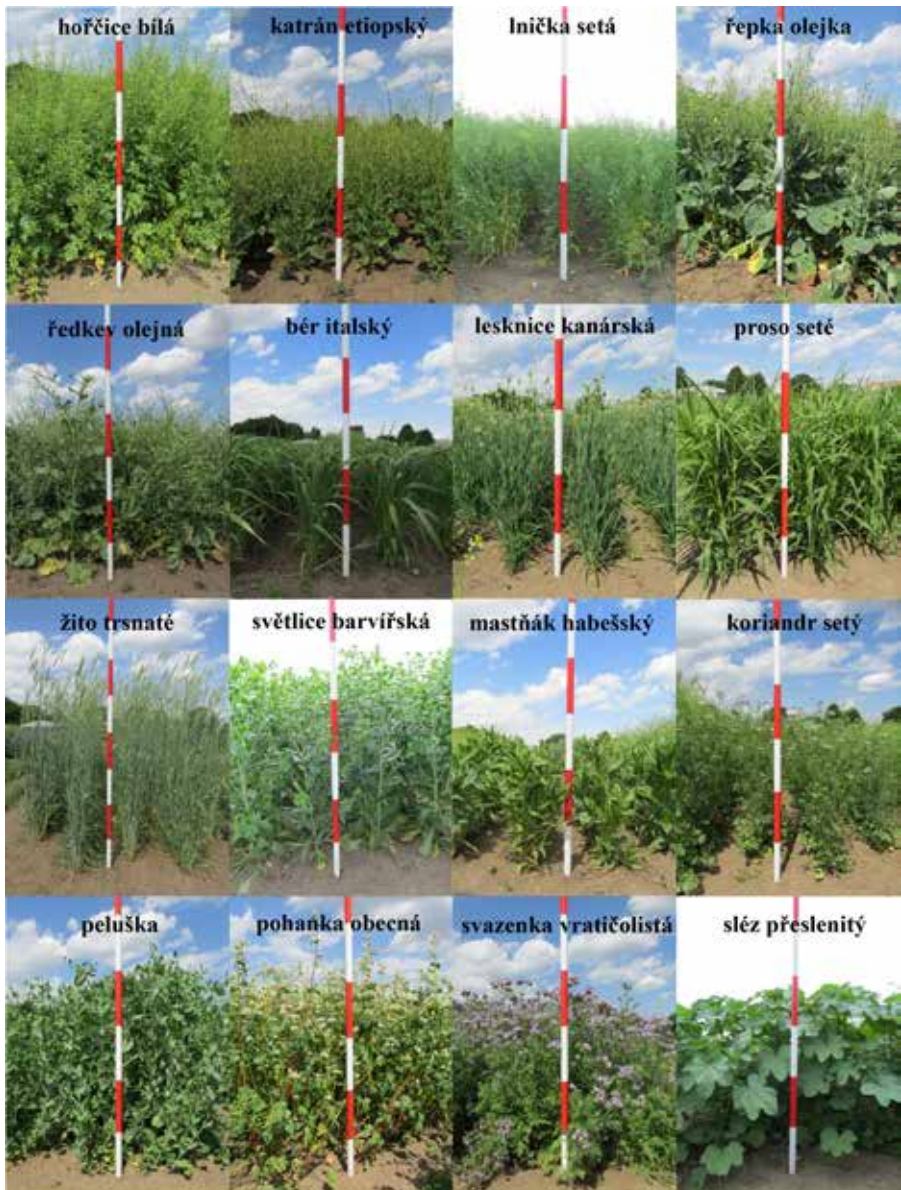 hořčice bílá
katrán etiopský
lnička setá
řepka olejka
ředkev olejná
bér italský
lesknice kanárská
proso seté
žito trsnaté
světlice barvířská
mastňák habešský
koriandr setý
peluška
pohanka obecná
svazenka vratičolistá
sléz přeslenitý